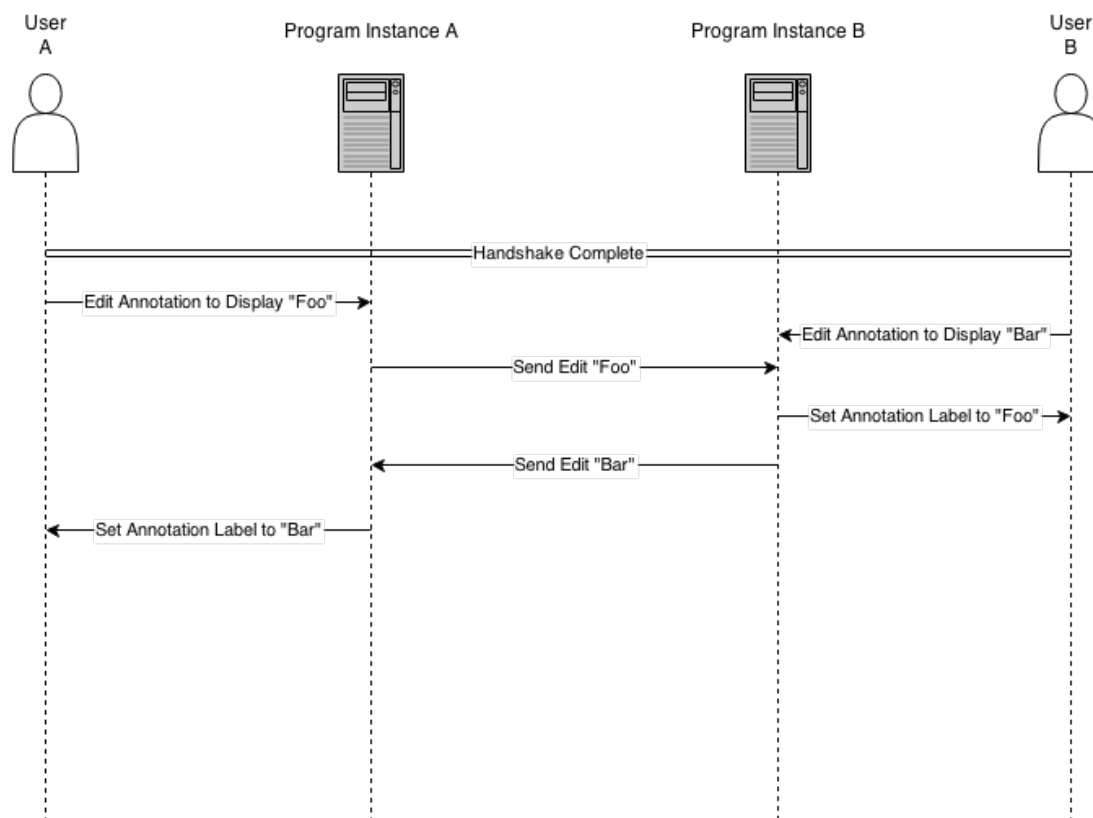 User
A
Program Instance A
Program Instance B
User
B
Handshake Complete
Edit Annotation to Display "Foo"
Edit Annotation to Display "Bar"
Send Edit "Foo"
Set Annotation Label to "Foo"
Send Edit "Bar"
Set Annotation Label to "Bar"